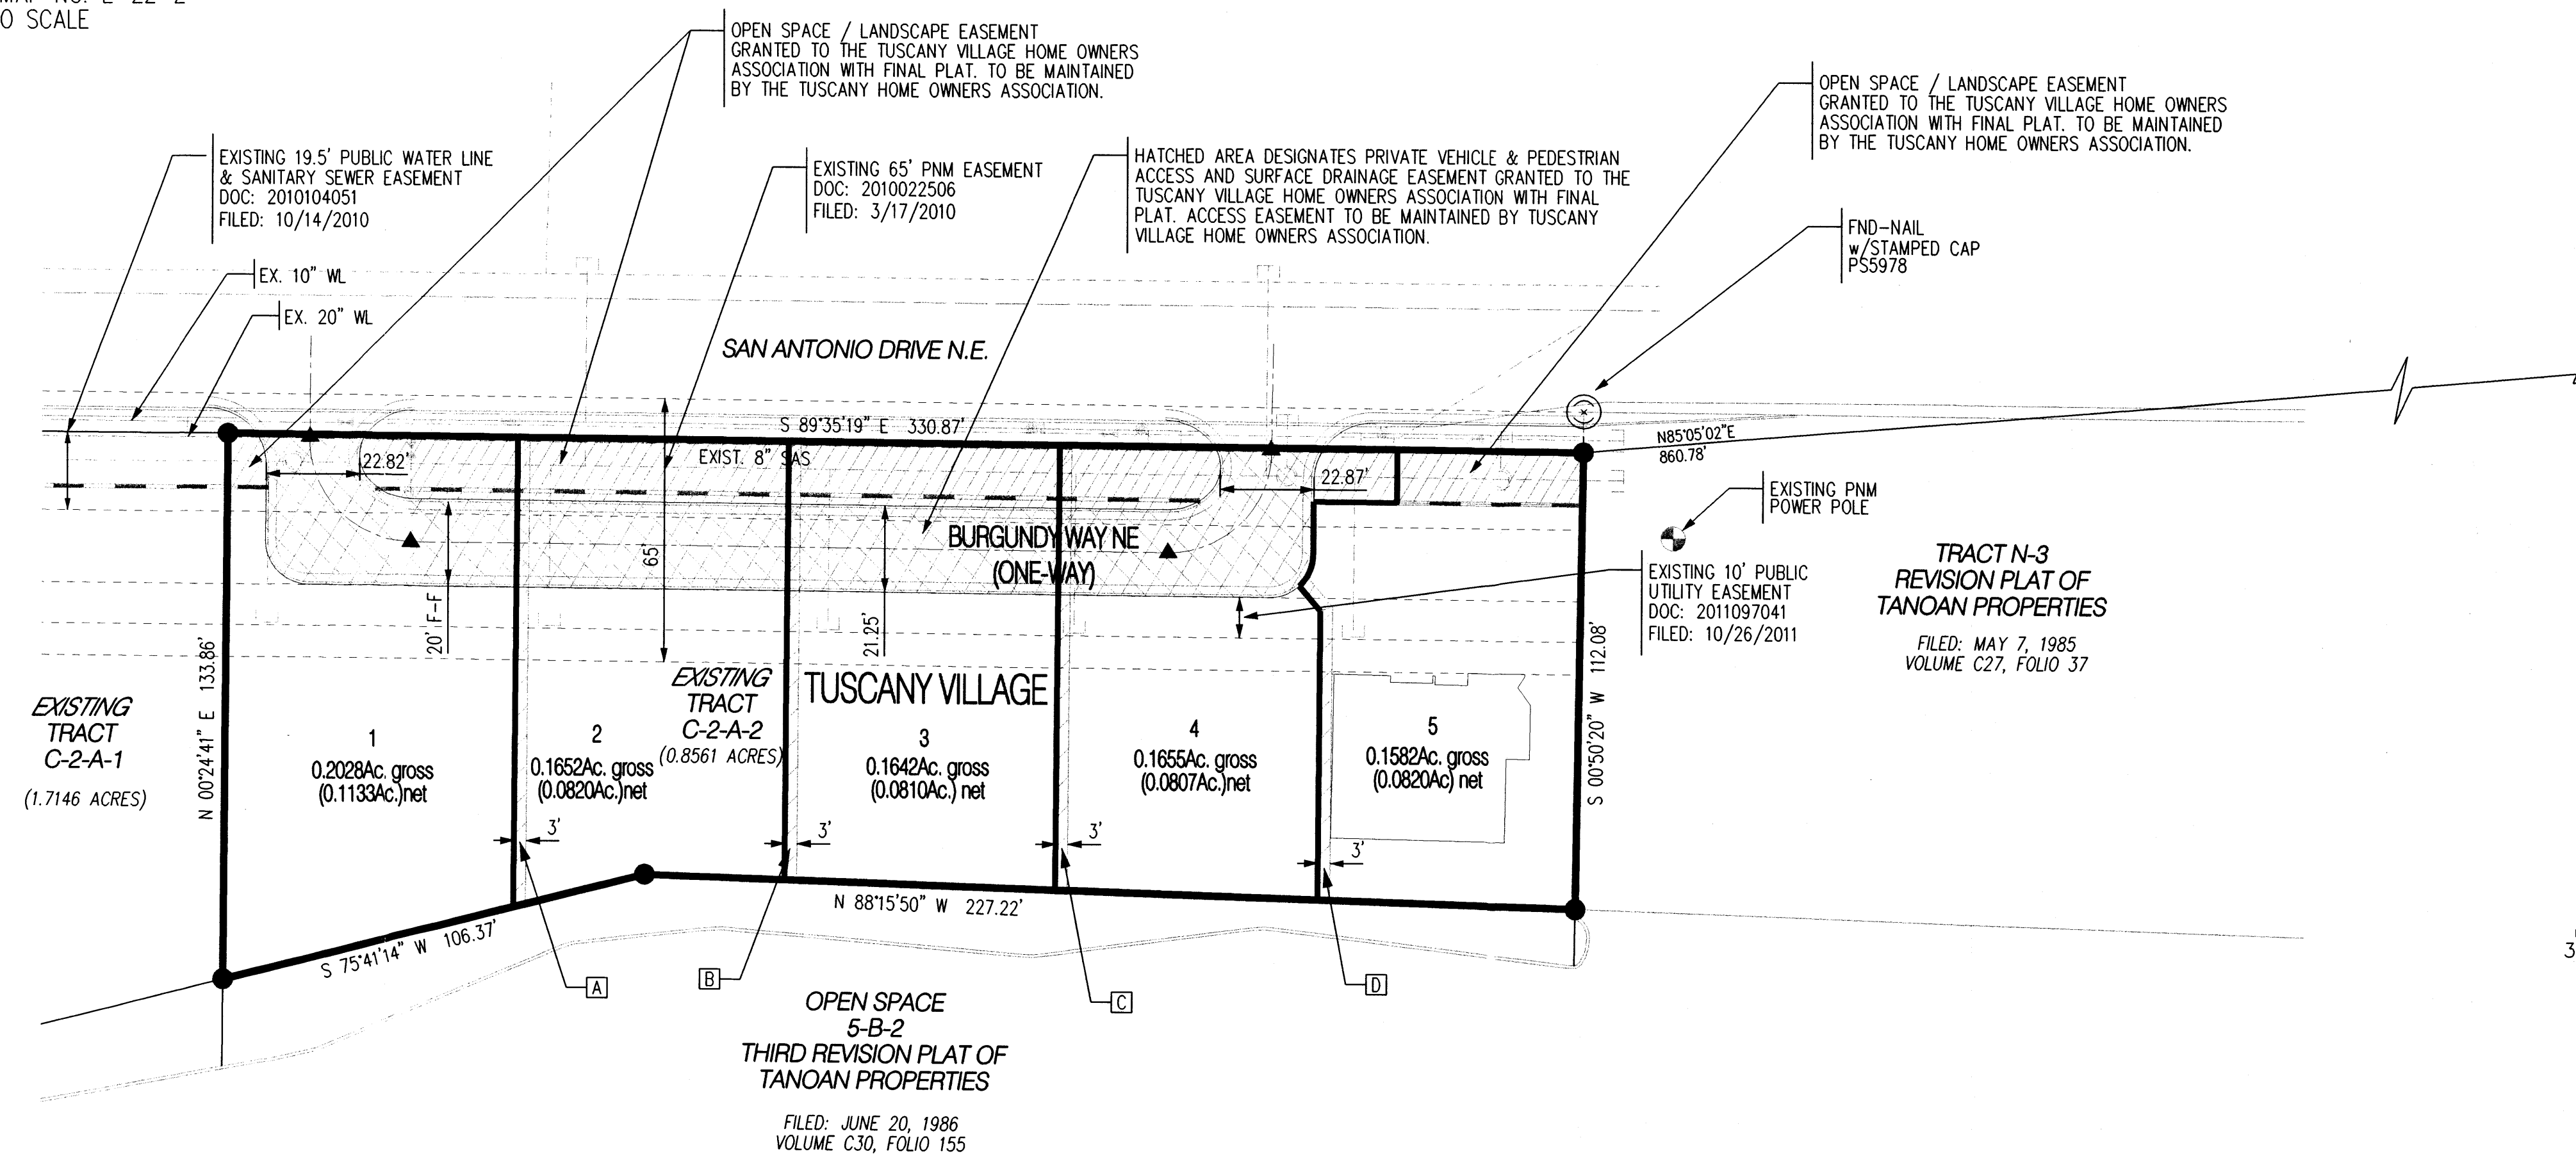 O SCALE
OPEN SPACE / LANDSCAPE EASEMENT
GRANTED TO THE TUSCANY VILLAGE HOME OWNERS
ASSOCIATION WITH FINAL PLAT. TO BE MAINTAINED
BY THE TUSCANY HOME OWNERS ASSOCIATION.
OPEN SPACE / LANDSCAPE EASEMENT
GRANTED TO THE TUSCANY VILLAGE HOME OWNERS
ASSOCIATION WITH FINAL PLAT. TO BE MAINTAINED
BY THE TUSCANY HOME OWNERS ASSOCIATION.
EXISTING 19.5' PUBLIC WATER LINE
& SANITARY SEWER EASEMENT
DOC: 2010104051
FILED: 10/14/2010
EXISTING 65' PNM EASEMENT
DOC: 2010022506
FILED: 3/17/2010
HATCHED AREA DESIGNATES PRIVATE VEHICLE & PEDESTRIAN
ACCESS AND SURFACE DRAINAGE EASEMENT GRANTED TO THE
TUSCANY VILLAGE HOME OWNERS ASSOCIATION WITH FINAL
PLAT. ACCESS EASEMENT TO BE MAINTAINED BY TUSCANY
VILLAGE HOME OWNERS ASSOCIATION.
FND-NAIL
w/STAMPED CAP
PS5978
EX. 10" WL
EX. 20" WL
SAN ANTONIO DRIVE N.E.
S 89°35'19" E 330.87'
N85°05'02"E
860.78'
EXIST. 8" SAS
22.82'
22.87'
EXISTING PNM
POWER POLE
BURGUNDY WAY NE
(ONE-WAY)
65'
20' F-F
21.25'
EXISTING 10' PUBLIC
UTILITY EASEMENT
DOC: 2011097041
FILED: 10/26/2011
TRACT N-3
REVISION PLAT OF
TANOAN PROPERTIES
FILED: MAY 7, 1985
VOLUME C27, FOLIO 37
N 00°24'41" E 133.86'
S 00°50'20" W 112.08'
EXISTING
TRACT
C-2-A-1
(1.7146 ACRES)
EXISTING
TRACT
C-2-A-2
(0.8561 ACRES)
TUSCANY VILLAGE
1
0.2028Ac. gross
(0.1133Ac.)net
2
0.1652Ac. gross
(0.0820Ac.)net
3
0.1642Ac. gross
(0.0810Ac.) net
4
0.1655Ac. gross
(0.0807Ac.)net
5
0.1582Ac. gross
(0.0820Ac) net
3'
3'
3'
3'
N 88°15'50" W 227.22'
S 75°41'14" W 106.37'
A
B
C
D
OPEN SPACE
5-B-2
THIRD REVISION PLAT OF
TANOAN PROPERTIES
FILED: JUNE 20, 1986
VOLUME C30, FOLIO 155
3